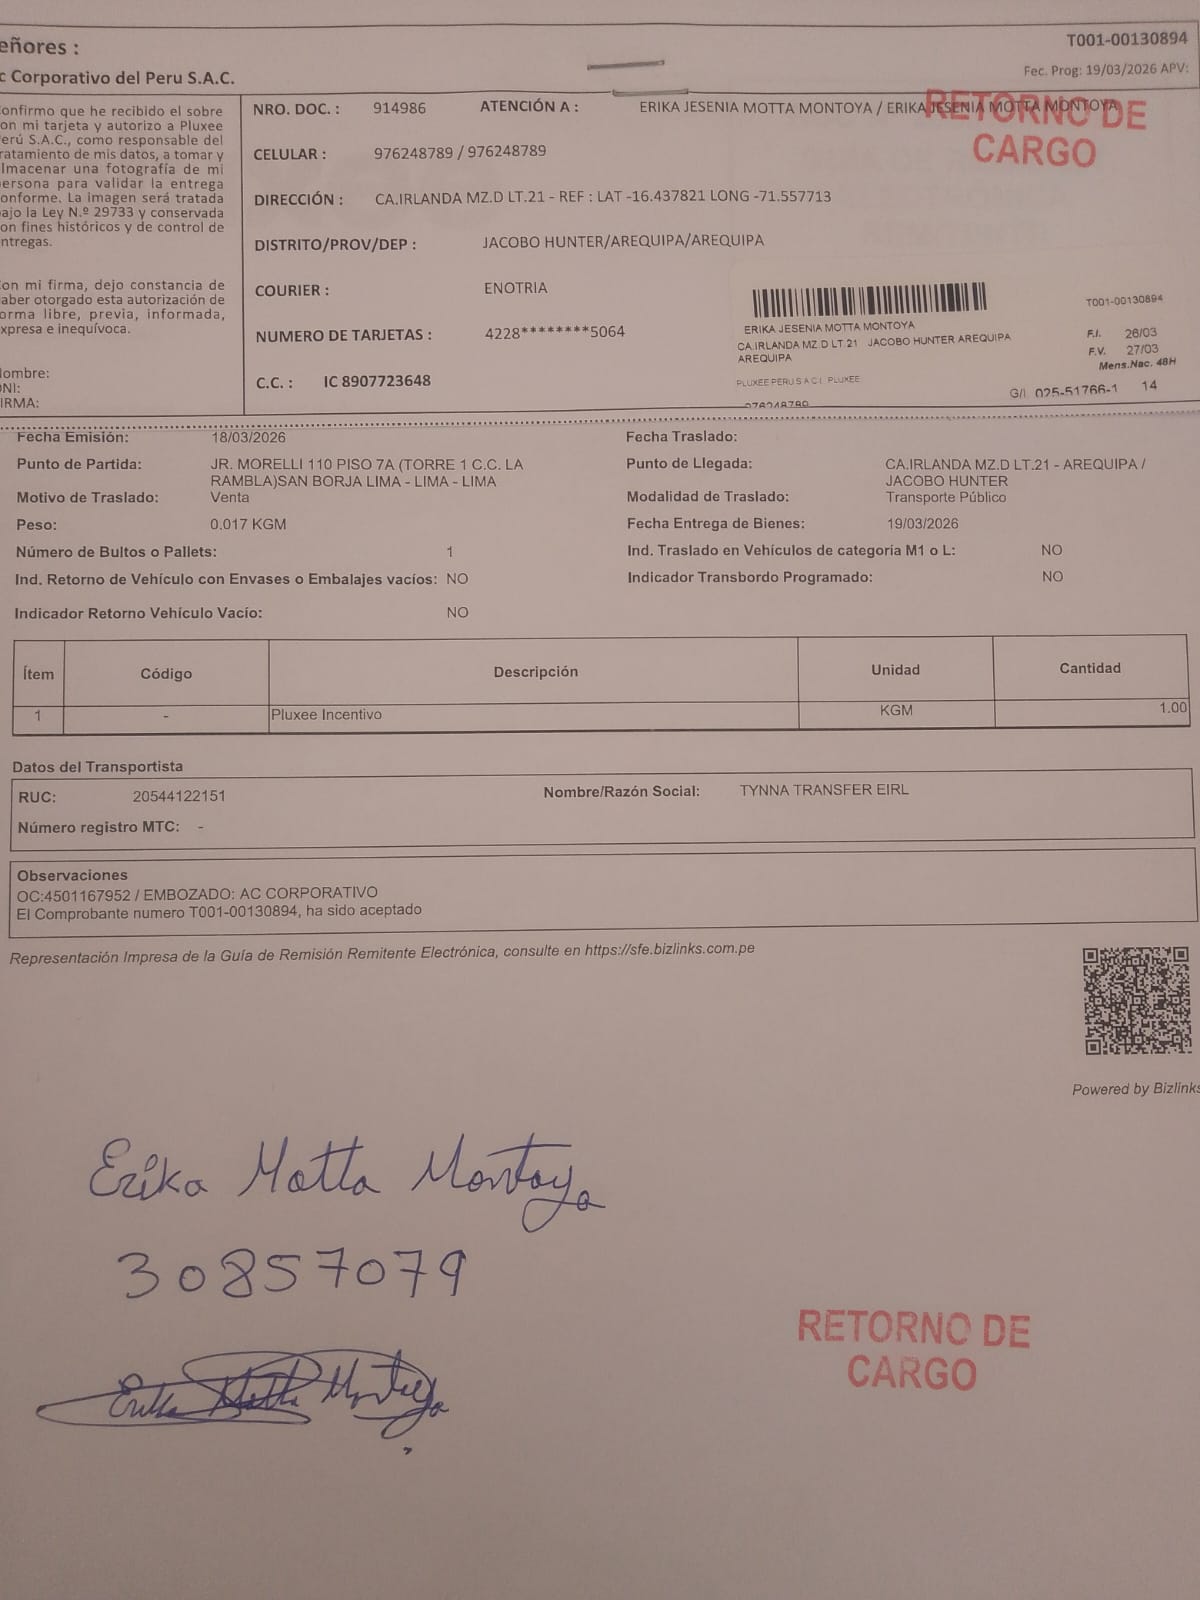 eñores :
c Corporativo del Peru S.A.C.
T001-00130894
Fec. Prog: 19/03/2026 APV:
onfirmo que he recibido el sobre
on mi tarjeta y autorizo a Pluxee
erú S.A.C., como responsable del
ratamiento de mis datos, a tomar y
lmacenar una fotografía de mi
ersona para validar la entrega
onforme. La imagen será tratada
ajo la Ley N.º 29733 y conservada
on fines históricos y de control de
ntregas.
on mi firma, dejo constancia de
aber otorgado esta autorización de
orma libre, previa, informada,
xpresa e inequívoca.
ombre:
NI:
IRMA:
NRO. DOC. : 914986 ATENCIÓN A : ERIKA JESENIA MOTTA MONTOYA / ERIKA JESENIA MOTTA MONTOYA
RETORNO DE
CARGO
CELULAR : 976248789 / 976248789
DIRECCIÓN : CA.IRLANDA MZ.D LT.21 - REF : LAT -16.437821 LONG -71.557713
DISTRITO/PROV/DEP : JACOBO HUNTER/AREQUIPA/AREQUIPA
COURIER : ENOTRIA
NUMERO DE TARJETAS : 4228********5064
C.C. : IC 8907723648
T001-00130894
ERIKA JESENIA MOTTA MONTOYA
CA.IRLANDA MZ.D LT 21 JACOBO HUNTER AREQUIPA
AREQUIPA
F.I. 26/03
F.V. 27/03
Mens.Nac. 48H
PLUXEE PERU S A C I PLUXEE
G/I 025-51766-1 14
976248789
Fecha Emisión: 18/03/2026 Fecha Traslado:
Punto de Partida: JR. MORELLI 110 PISO 7A (TORRE 1 C.C. LA
RAMBLA)SAN BORJA LIMA - LIMA - LIMA
Punto de Llegada: CA.IRLANDA MZ.D LT.21 - AREQUIPA /
JACOBO HUNTER
Motivo de Traslado: Venta Modalidad de Traslado: Transporte Público
Peso: 0.017 KGM Fecha Entrega de Bienes: 19/03/2026
Número de Bultos o Pallets: 1 Ind. Traslado en Vehículos de categoría M1 o L: NO
Ind. Retorno de Vehículo con Envases o Embalajes vacíos: NO Indicador Transbordo Programado: NO
Indicador Retorno Vehículo Vacío: NO
Ítem Código Descripción Unidad Cantidad
1 - Pluxee Incentivo KGM 1.00
Datos del Transportista
RUC: 20544122151 Nombre/Razón Social: TYNNA TRANSFER EIRL
Número registro MTC: -
Observaciones
OC:4501167952 / EMBOZADO: AC CORPORATIVO
El Comprobante numero T001-00130894, ha sido aceptado
Representación Impresa de la Guía de Remisión Remitente Electrónica, consulte en https://sfe.bizlinks.com.pe
Powered by Bizlinks
Erika Motta Montoya
30857079
RETORNO DE
CARGO
Erika Motta Montoya